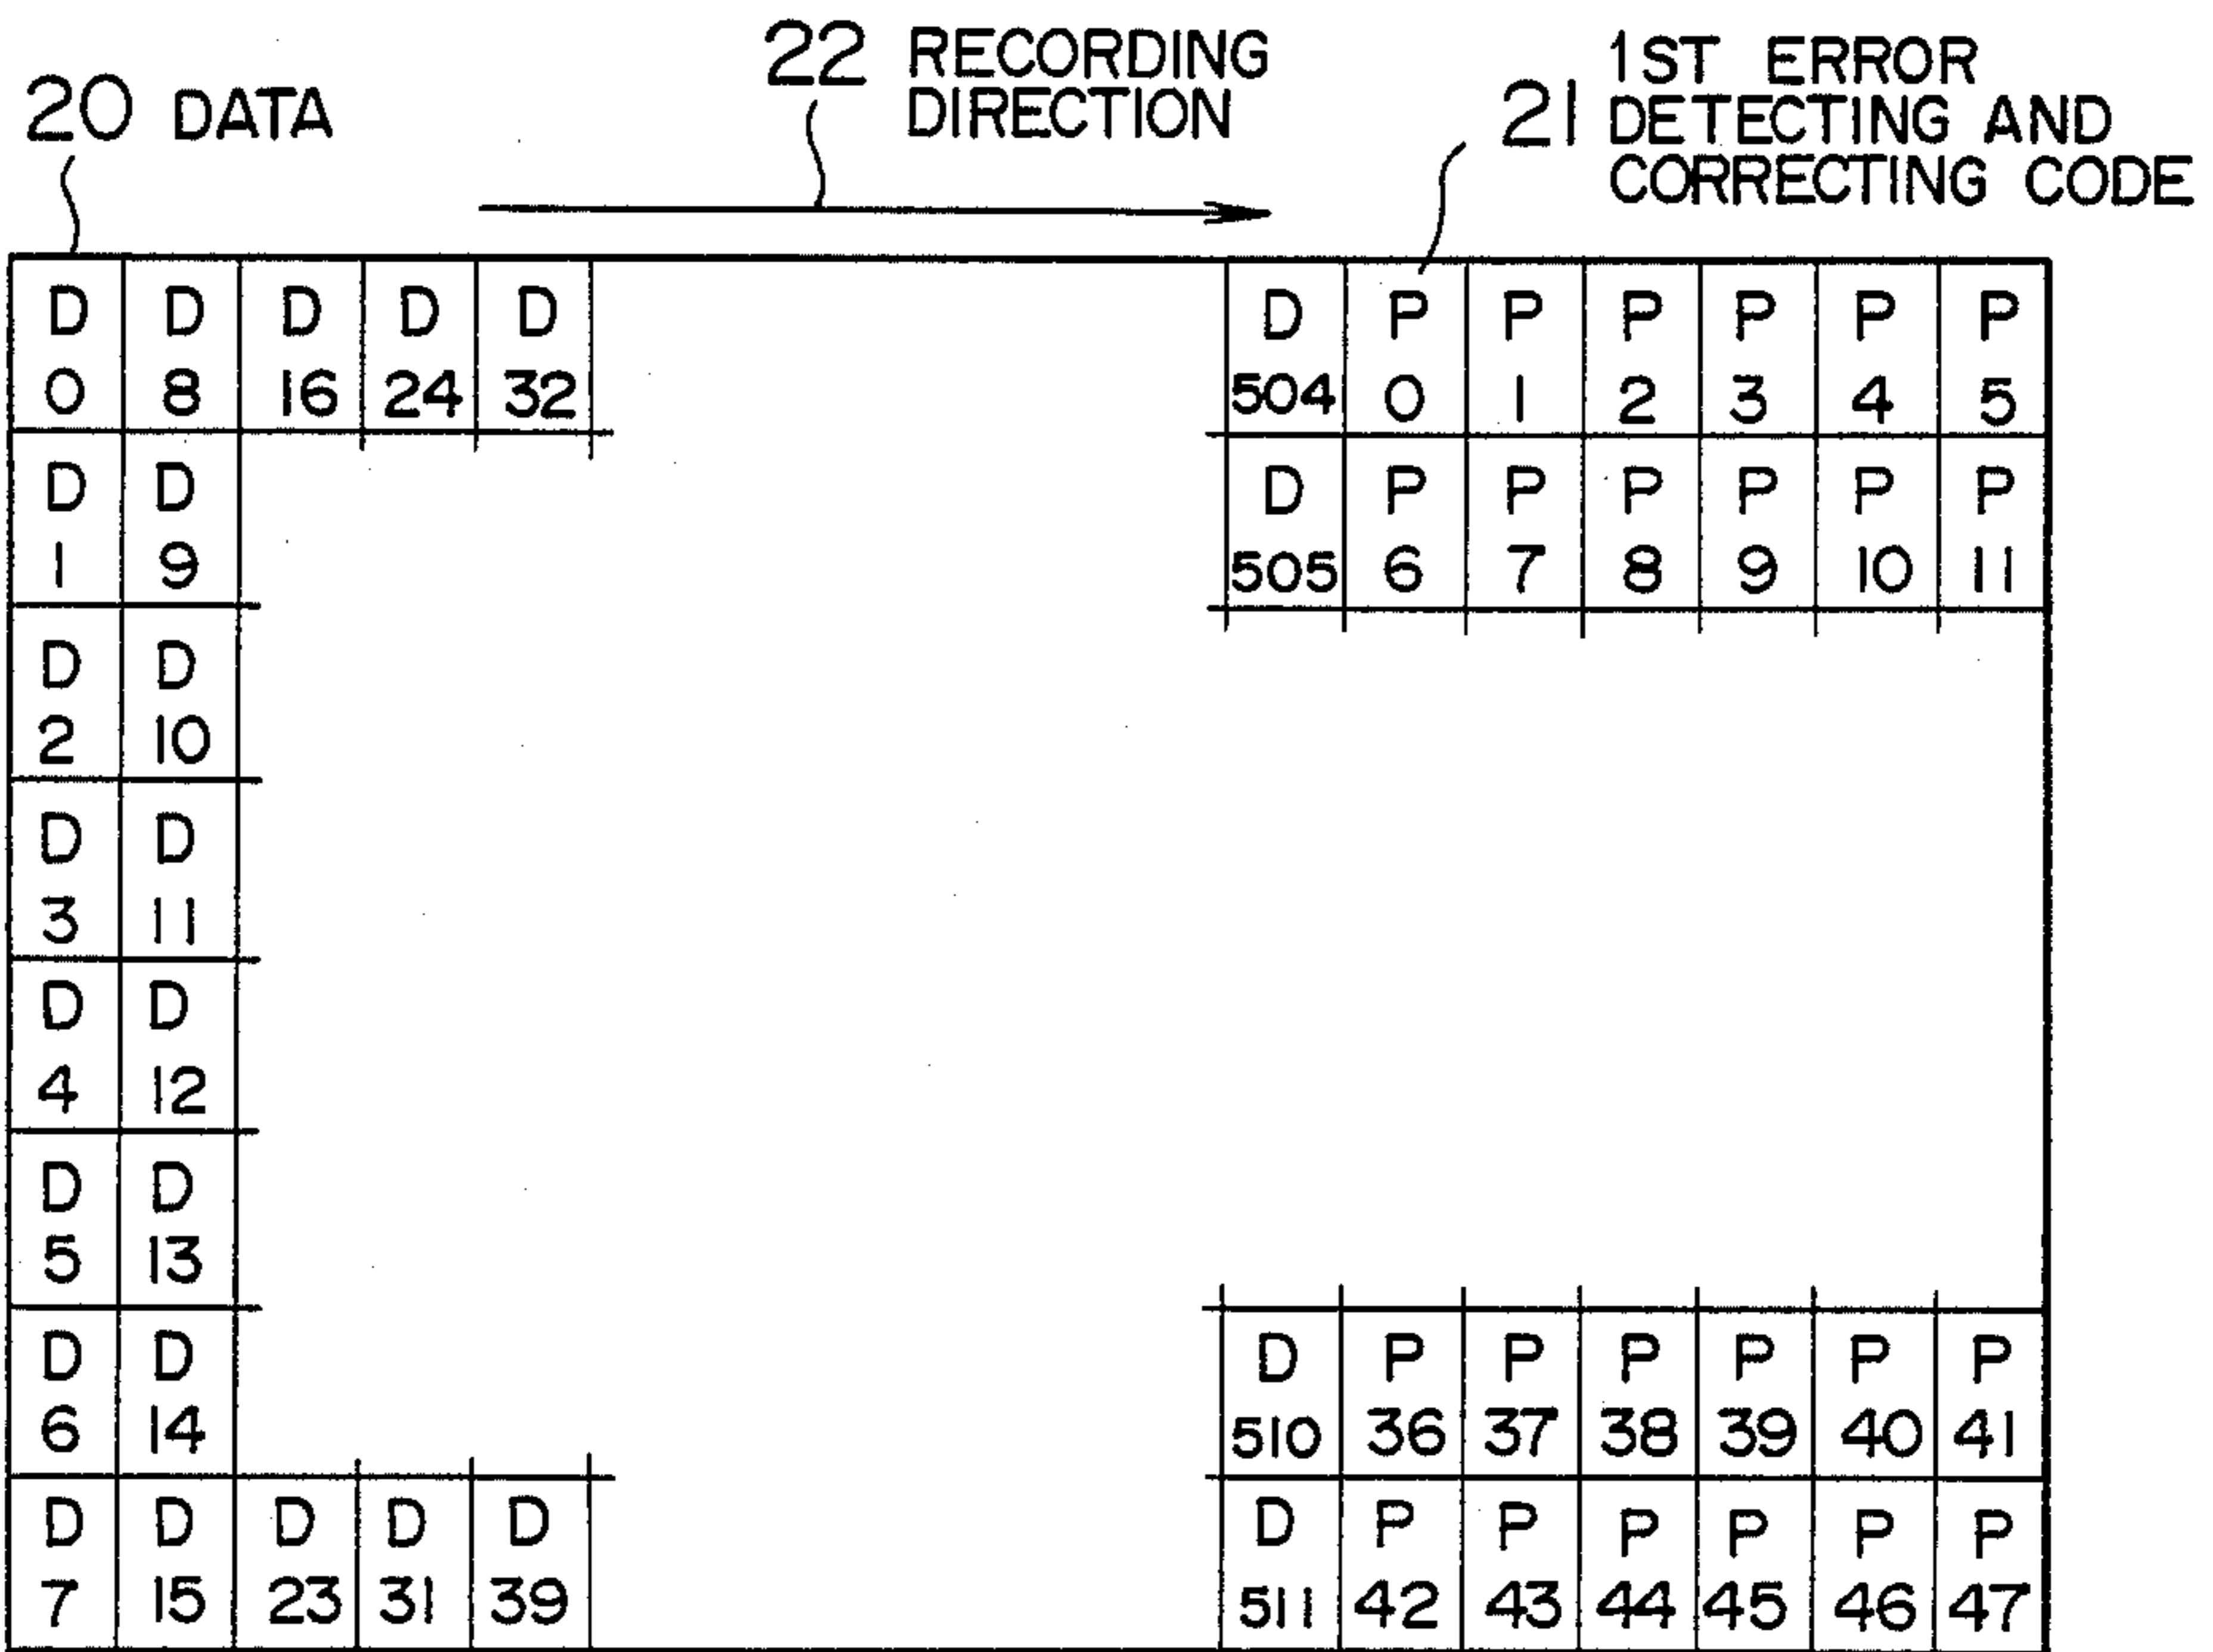 20 DATA
22 RECORDING DIRECTION
21 1ST ERROR DETECTING AND CORRECTING CODE
D D D D D D P P P P P P
0 8 16 24 32 504 0 1 2 3 4 5
D D D P P P P P P
1 9 505 6 7 8 9 10 11
D D
2 10
D D
3 11
D D
4 12
D D
5 13
D D D P P P P P P
6 14 510 36 37 38 39 40 41
D D D D D D P P P P P P
7 15 23 31 39 511 42 43 44 45 46 47